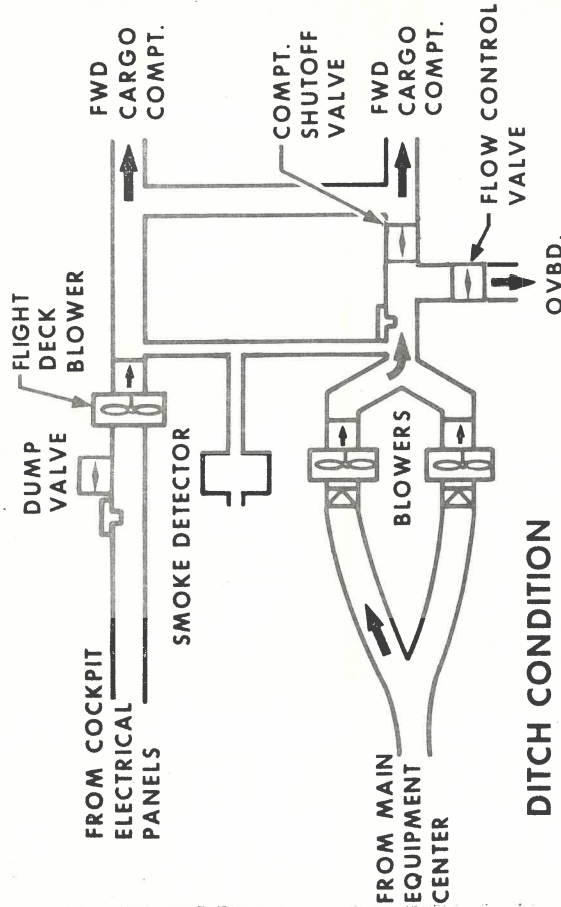 FLIGHT
DECK
BLOWER
DUMP
VALVE
FWD
CARGO
COMPT.
FROM COCKPIT
ELECTRICAL
PANELS
SMOKE DETECTOR
COMPT.
SHUTOFF
VALVE
FWD
CARGO
COMPT.
BLOWERS
FLOW CONTROL
VALVE
OVBD.
FROM MAIN
EQUIPMENT
CENTER
DITCH CONDITION